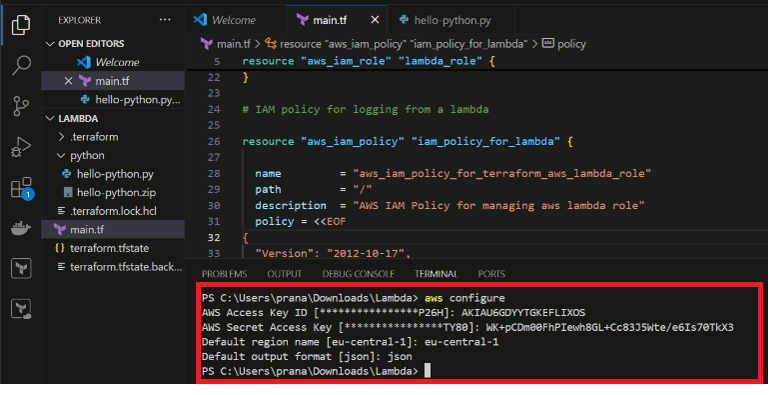 EXPLORER ...
OPEN EDITORS
Welcome
main.tf
hello-python.py...
LAMBDA
.terraform
python
hello-python.py
hello-python.zip
.terraform.lock.hcl
main.tf
terraform.tfstate
terraform.tfstate.back...
1
Welcome main.tf hello-python.py
main.tf > resource "aws_iam_policy" "iam_policy_for_lambda" > policy
5 resource "aws_iam_role" "lambda_role" {
22 }
23
24 # IAM policy for logging from a lambda
25
26 resource "aws_iam_policy" "iam_policy_for_lambda" {
27
28 name = "aws_iam_policy_for_terraform_aws_lambda_role"
29 path = "/"
30 description = "AWS IAM Policy for managing aws lambda role"
31 policy = <<EOF
32 {
33 "Version": "2012-10-17",
PROBLEMS OUTPUT DEBUG CONSOLE TERMINAL PORTS
PS C:\Users\prana\Downloads\Lambda> aws configure
AWS Access Key ID [****************P26H]: AKIAU6GDYYTGKEFLIXOS
AWS Secret Access Key [****************TY80]: 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
Default region name [eu-central-1]: eu-central-1
Default output format [json]: json
PS C:\Users\prana\Downloads\Lambda>